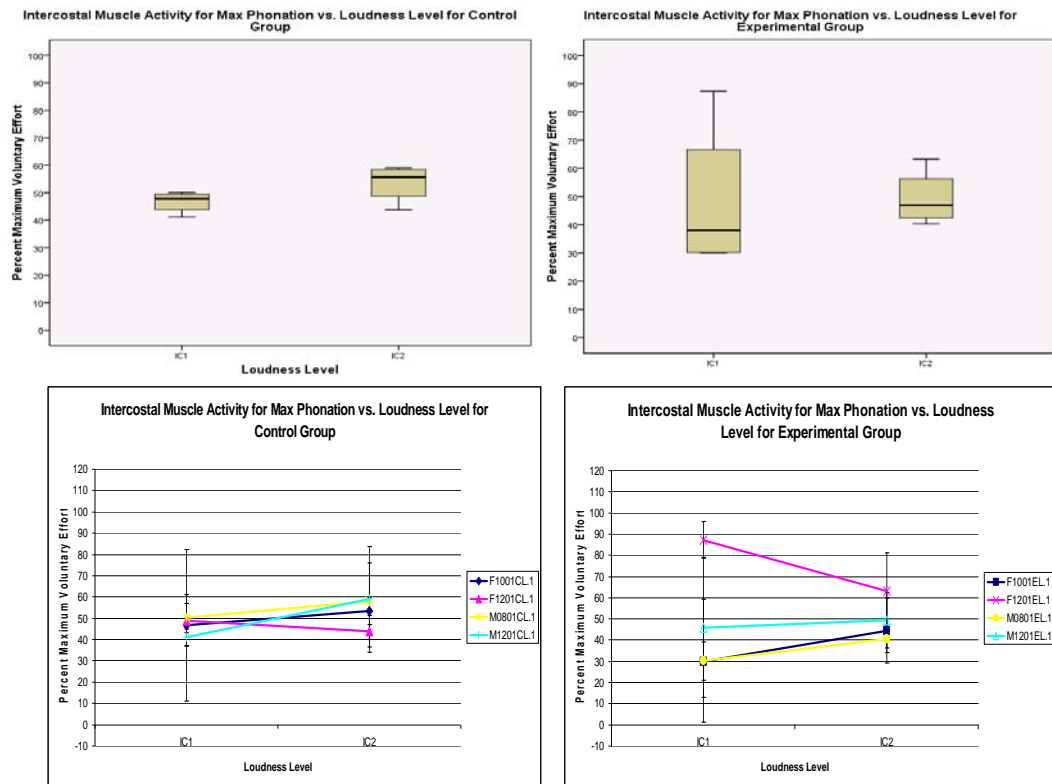 Intercostal Muscle Activity for Max Phonation vs. Loudness Level for Control
Group
Percent Maximum Voluntary Effort
100
90
80
70
60
50
40
30
20
10
0
IC1
IC2
Loudness Level
Intercostal Muscle Activity for Max Phonation vs. Loudness Level for
Experimental Group
Percent Maximum Voluntary Effort
100
90
80
70
60
50
40
30
20
10
0
IC1
IC2
Intercostal Muscle Activity for Max Phonation vs. Loudness Level for
Control Group
Percent Maximum Voluntary Effort
120
110
100
90
80
70
60
50
40
30
20
10
0
-10
IC1
IC2
Loudness Level
F1001CL.1
F1201CL.1
M0801CL.1
M1201CL.1
Intercostal Muscle Activity for Max Phonation vs. Loudness
Level for Experimental Group
Percent Maximum Voluntary Effort
120
110
100
90
80
70
60
50
40
30
20
10
0
-10
IC1
IC2
Loudness Level
F1001EL.1
F1201EL.1
M0801EL.1
M1201EL.1